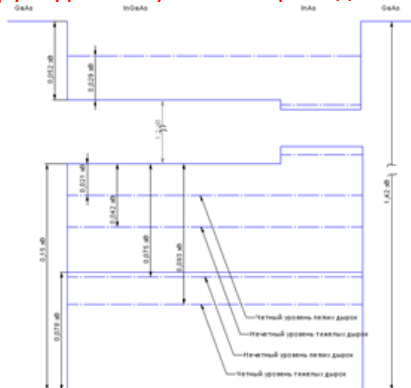 GaAs InGaAs InAs GaAs
0,052 эВ
0,029 эВ
0,021 эВ
0,042 эВ
0,075 эВ
0,093 эВ
0,15 эВ
0,078 эВ
1,42 эВ
Четный уровень легких дырок
Нечетный уровень тяжелых дырок
Нечетный уровень легких дырок
Четный уровень тяжелых дырок